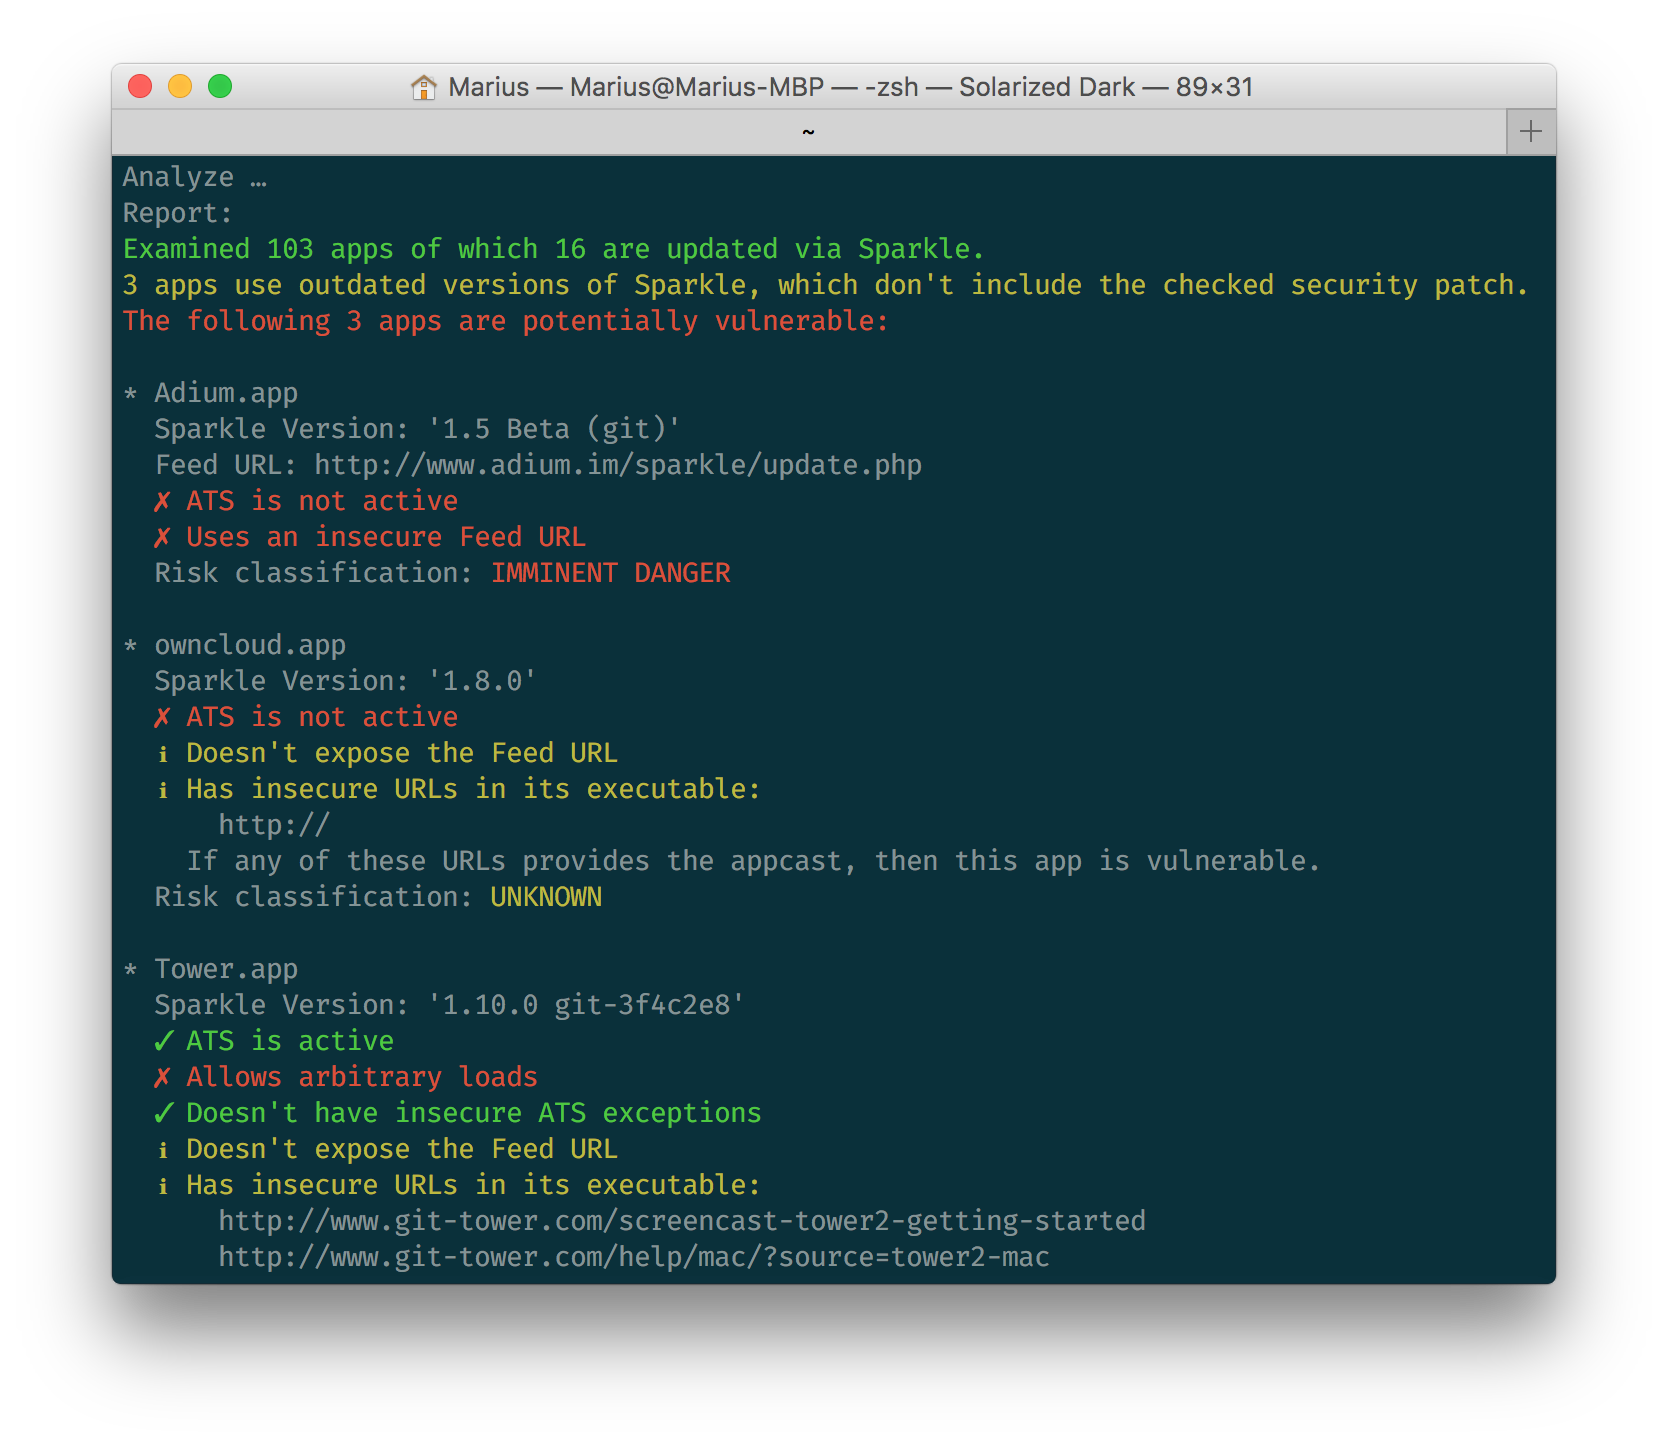 Marius — Marius@Marius-MBP — -zsh — Solarized Dark — 89×31
~
Analyze …
Report:
Examined 103 apps of which 16 are updated via Sparkle.
3 apps use outdated versions of Sparkle, which don't include the checked security patch.
The following 3 apps are potentially vulnerable:
* Adium.app
Sparkle Version: '1.5 Beta (git)'
Feed URL: http://www.adium.im/sparkle/update.php
✗ ATS is not active
✗ Uses an insecure Feed URL
Risk classification: IMMINENT DANGER
* owncloud.app
Sparkle Version: '1.8.0'
✗ ATS is not active
ℹ Doesn't expose the Feed URL
ℹ Has insecure URLs in its executable:
http://
If any of these URLs provides the appcast, then this app is vulnerable.
Risk classification: UNKNOWN
* Tower.app
Sparkle Version: '1.10.0 git-3f4c2e8'
✓ ATS is active
✗ Allows arbitrary loads
✓ Doesn't have insecure ATS exceptions
ℹ Doesn't expose the Feed URL
ℹ Has insecure URLs in its executable:
http://www.git-tower.com/screencast-tower2-getting-started
http://www.git-tower.com/help/mac/?source=tower2-mac